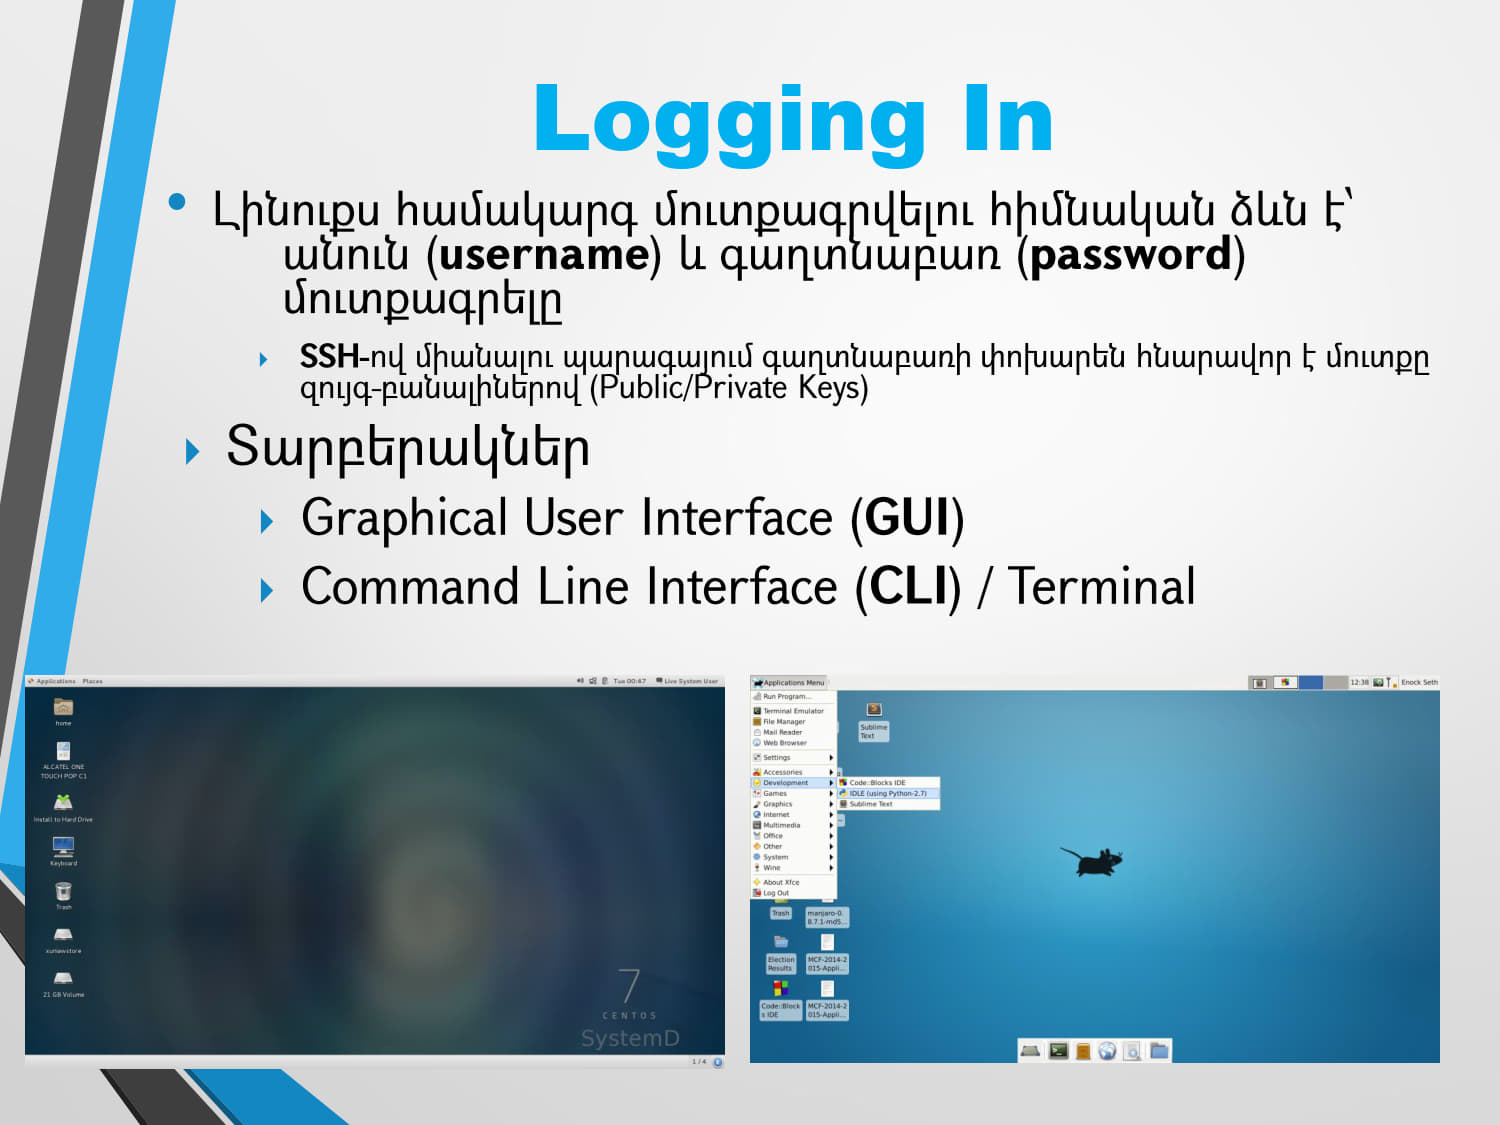 Logging In
• Լինուքս համակարգ մուտքագրվելու հիմնական ձևն է՝
անուն (username) և գաղտնաբառ (password)
մուտքագրելը
SSH-ով միանալու պարագայում գաղտնաբառի փոխարեն հնարավոր է մուտքը
զույգ-բանալիներով (Public/Private Keys)
Տարբերակներ
Graphical User Interface (GUI)
Command Line Interface (CLI) / Terminal
Applications Places
Tue 00:47 Live System User
home
ALCATEL ONE
TOUCH POP C1
Install to Hard Drive
Keyboard
Trash
xunewstore
21 GB Volume
7
CENTOS
SystemD
1 / 4
Applications Menu
12:38 Enock Seth
Run Program...
Terminal Emulator
File Manager
Mail Reader
Web Browser
Settings
Accessories
Development
Games
Graphics
Internet
Multimedia
Office
Other
System
Wine
About Xfce
Log Out
Code::Blocks IDE
IDLE (using Python-2.7)
Sublime Text
Sublime
Text
Trash
manjaro-0.
8.7.1-md5...
Election
Results
MCF-2014-2
015-Appli...
Code::Block
s IDE
MCF-2014-2
015-Appli...